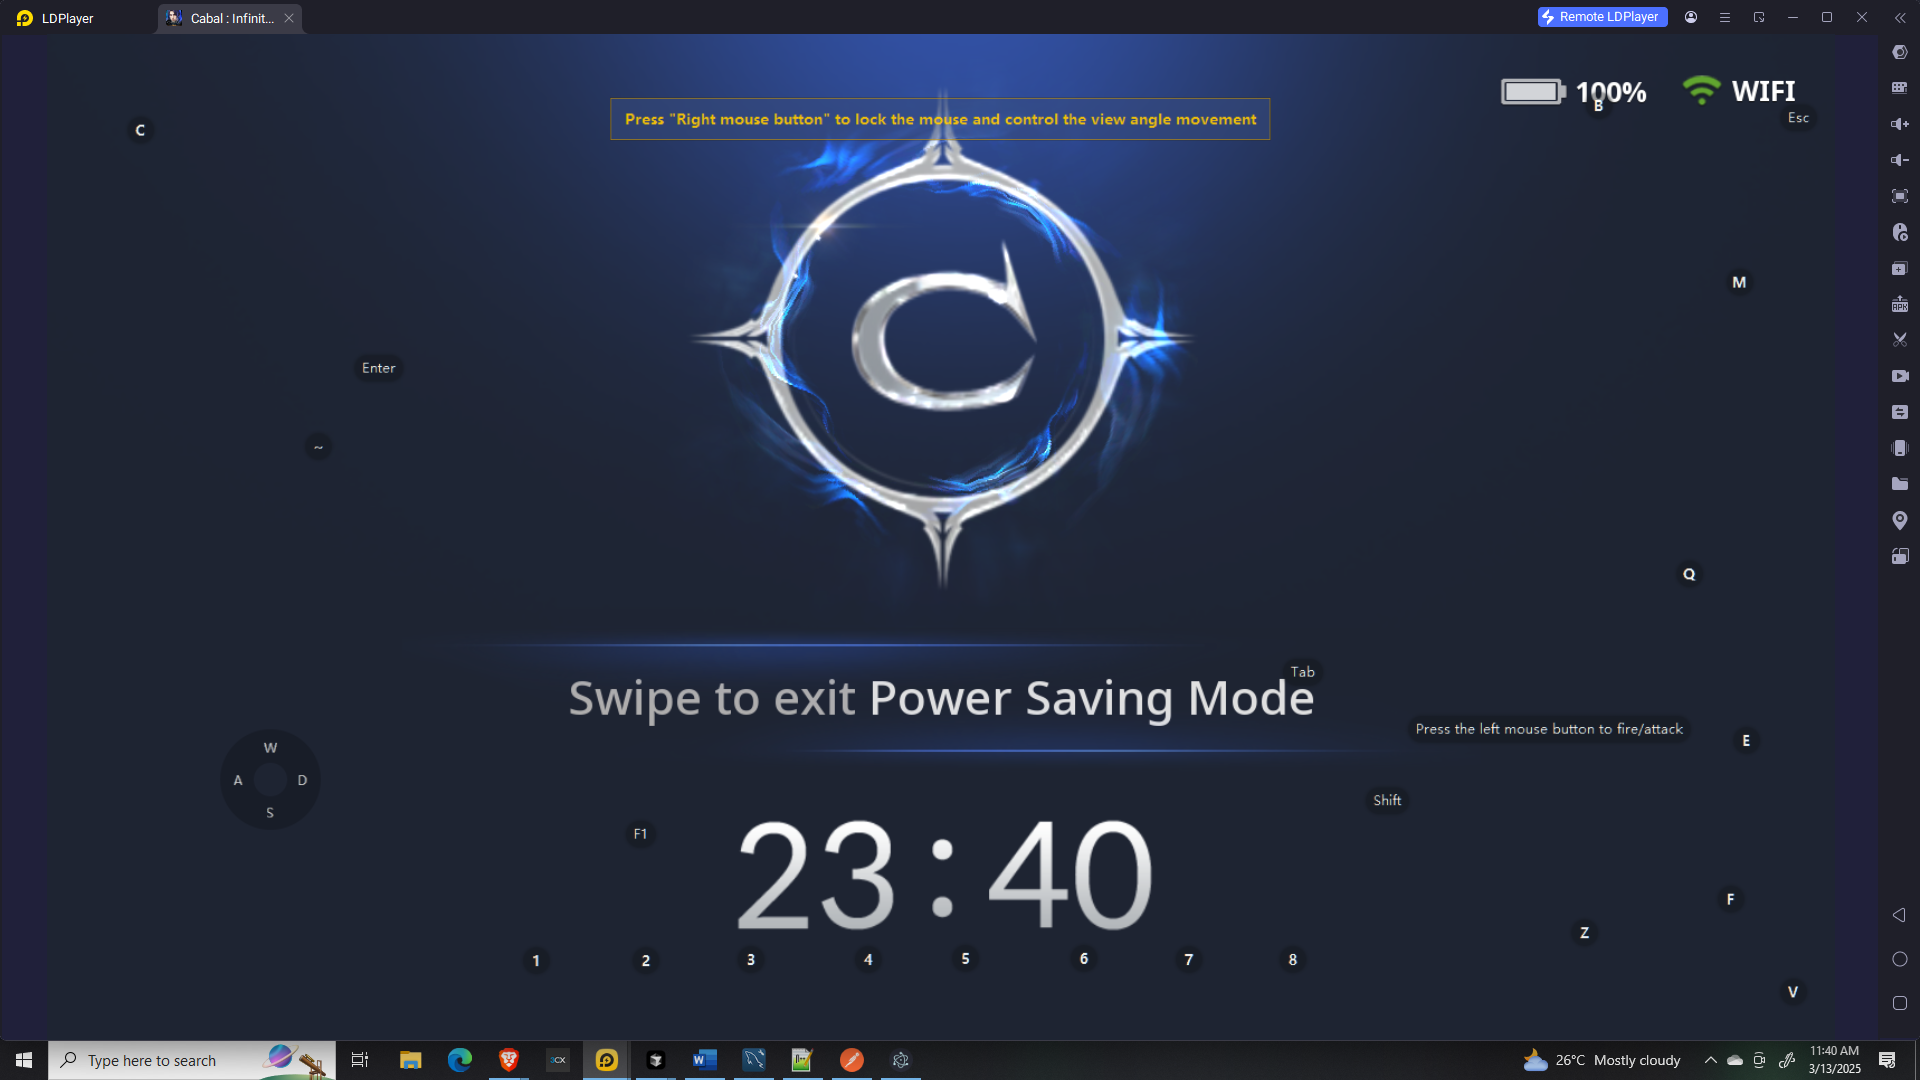 LDPlayer
Cabal : Infinit...
Remote LDPlayer
100%
WIFI
B
Esc
Press "Right mouse button" to lock the mouse and control the view angle movement
C
C
M
Enter
~
Q
Tab
Swipe to exit Power Saving Mode
Press the left mouse button to fire/attack
E
W
A
D
S
Shift
F1
23:40
F
Z
1
2
3
4
5
6
7
8
V
APK
Type here to search
3CX
W
26°C Mostly cloudy
11:40 AM
3/13/2025